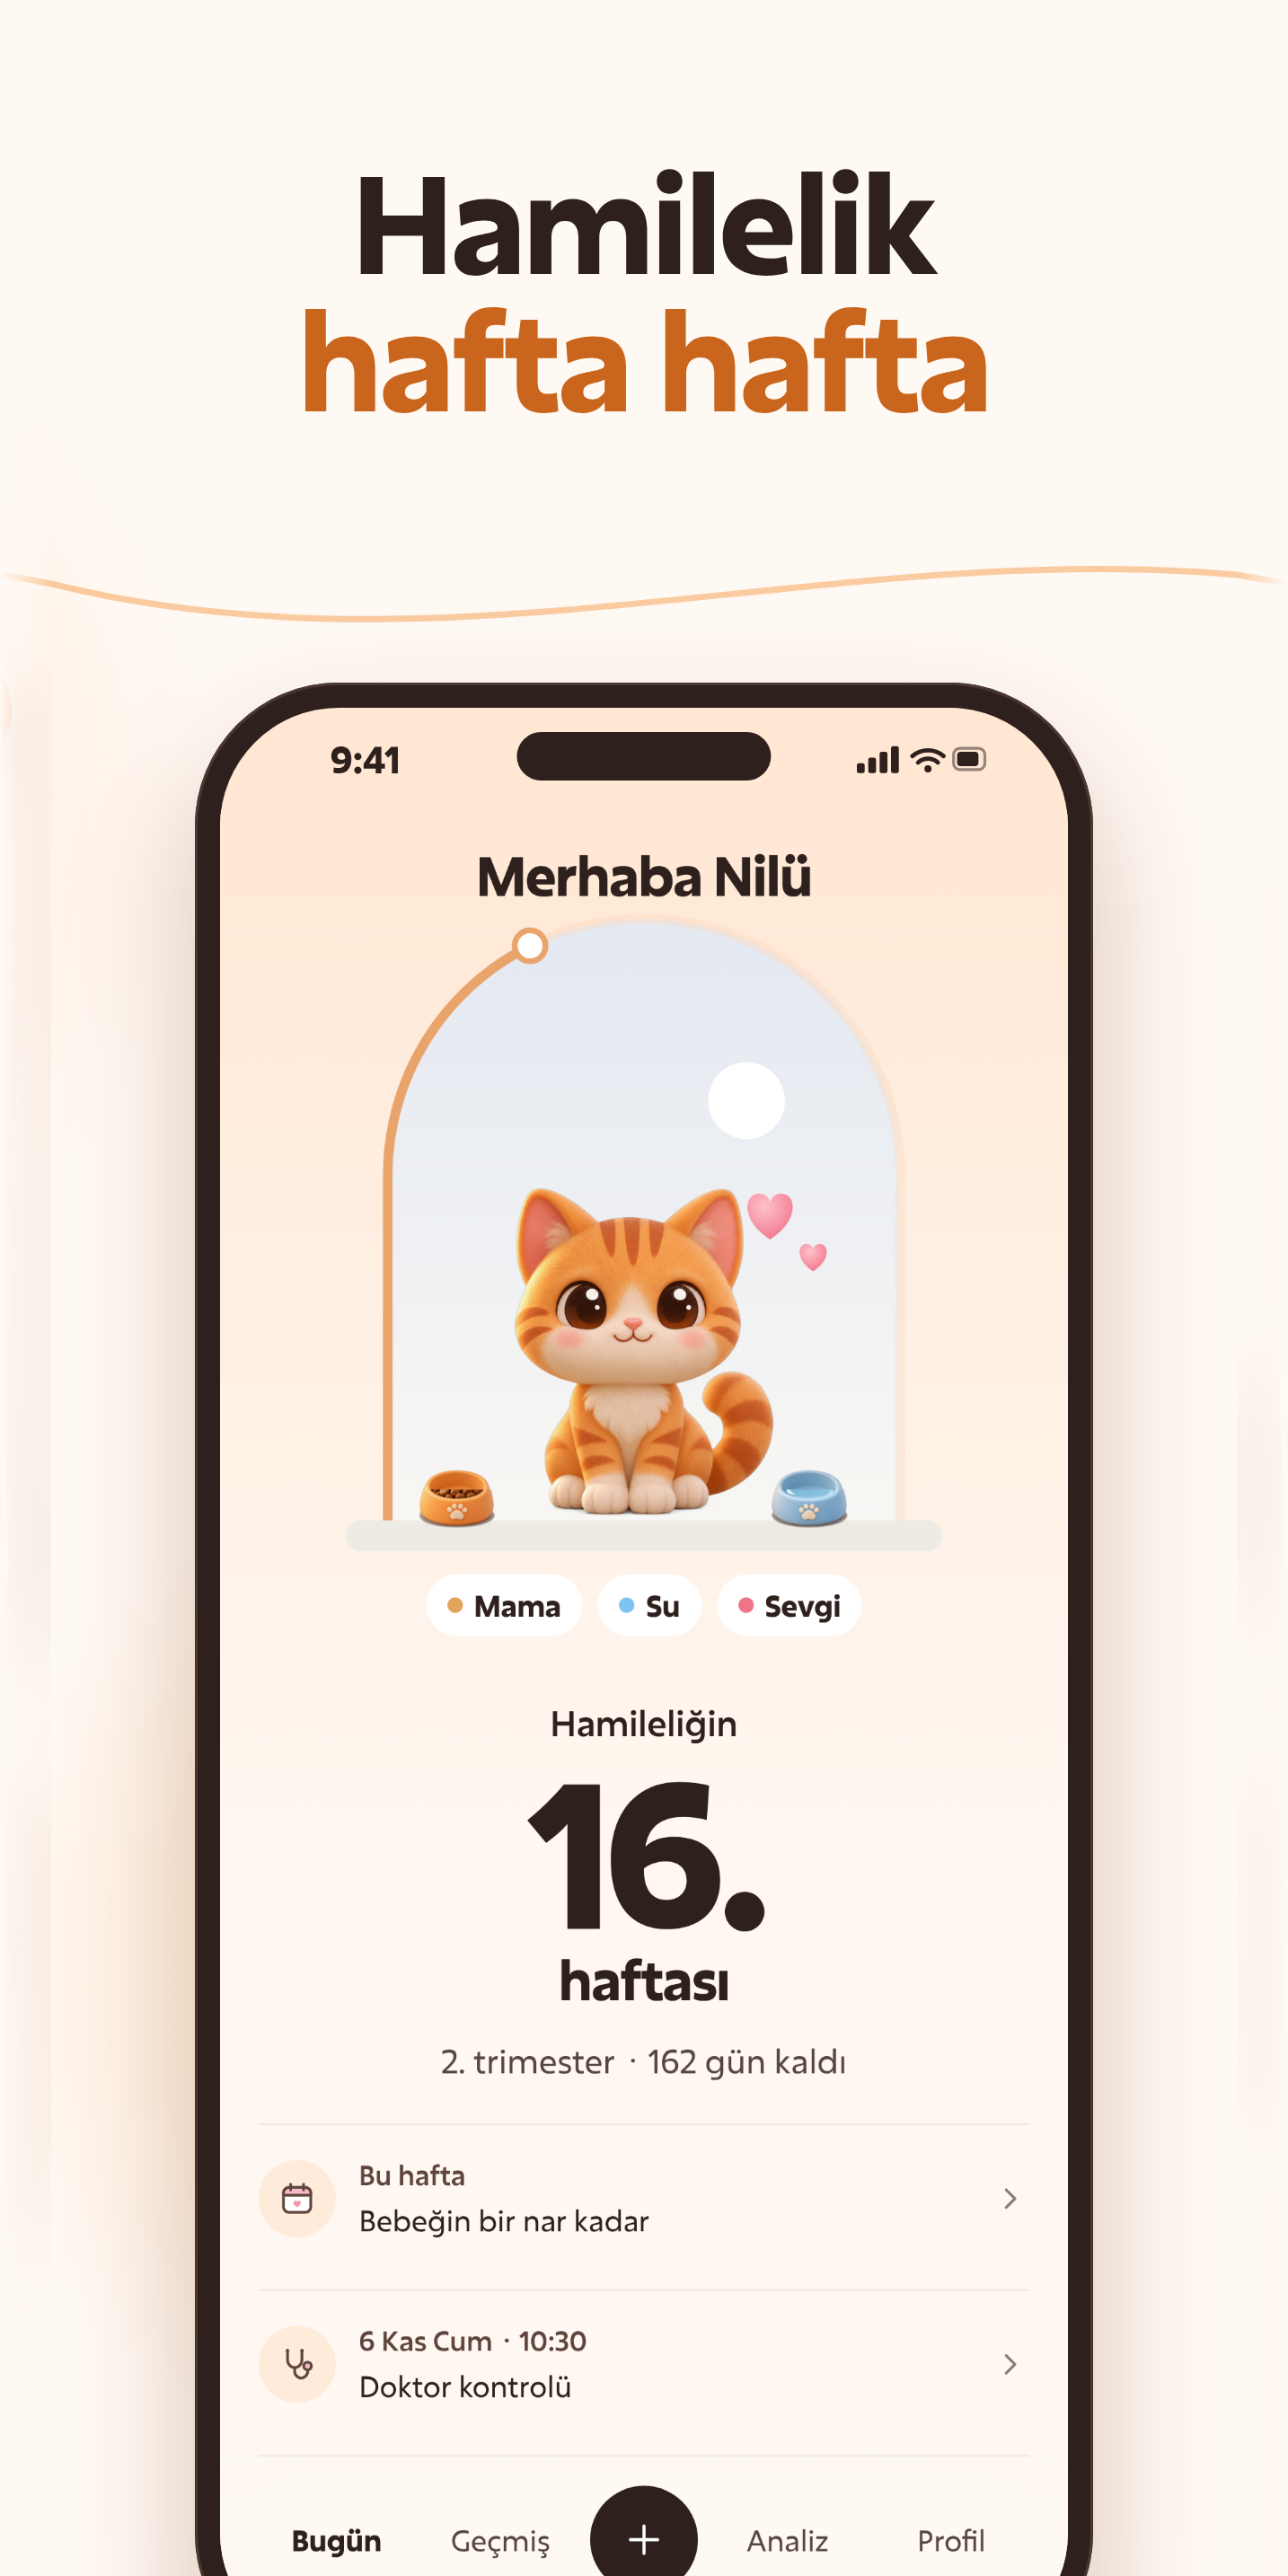 Hamilelik
hafta hafta
9:41
Merhaba Nilü
Mama
Su
Sevgi
Hamileliğin
16.
haftası
2. trimester · 162 gün kaldı
Bu hafta
Bebeğin bir nar kadar
6 Kas Cum · 10:30
Doktor kontrolü
Bugün
Geçmiş
Analiz
Profil